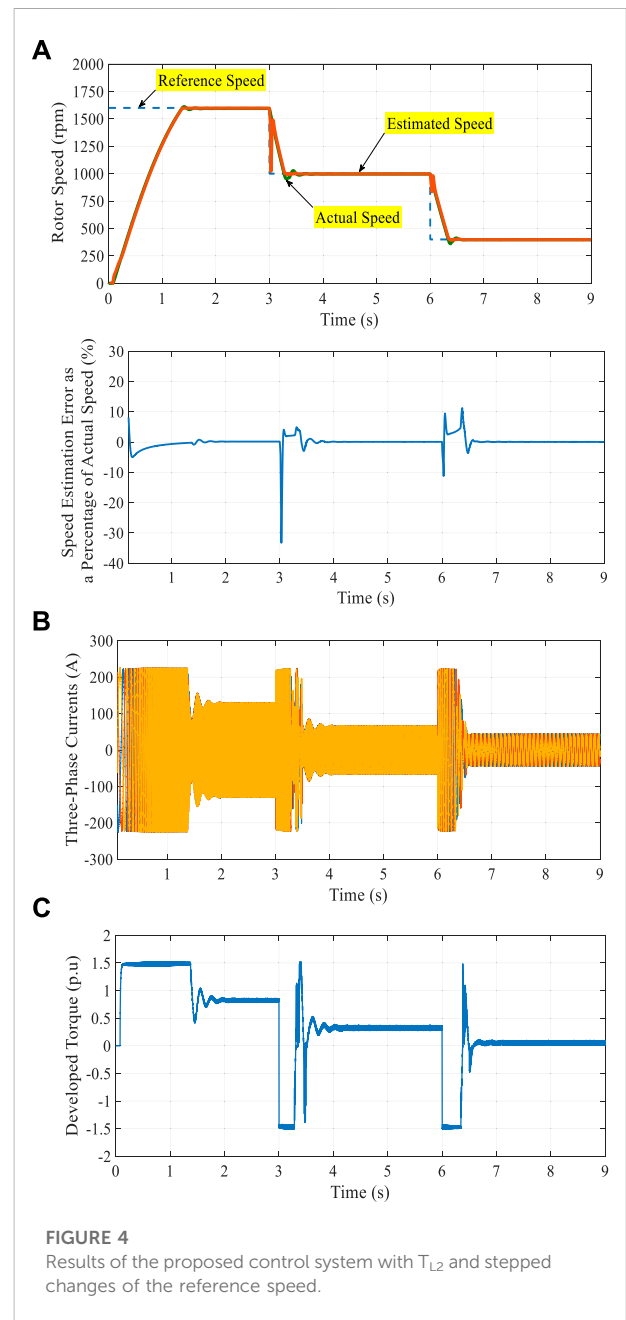 A
2000
1750
1500
1250
1000
750
500
250
0
Rotor Speed (rpm)
Reference Speed
Estimated Speed
Actual Speed
0 1 2 3 4 5 6 7 8 9
Time (s)
30
20
10
0
-10
-20
-30
-40
Speed Estimation Error as
a Percentage of Actual Speed (%)
1 2 3 4 5 6 7 8 9
Time (s)
B
300
200
100
0
-100
-200
-300
Three-Phase Currents (A)
1 2 3 4 5 6 7 8 9
Time (s)
C
2
1.5
1
0.5
0
-0.5
-1
-1.5
-2
Developed Torque (p.u)
0 1 2 3 4 5 6 7 8 9
Time (s)
FIGURE 4
Results of the proposed control system with TL2 and stepped
changes of the reference speed.